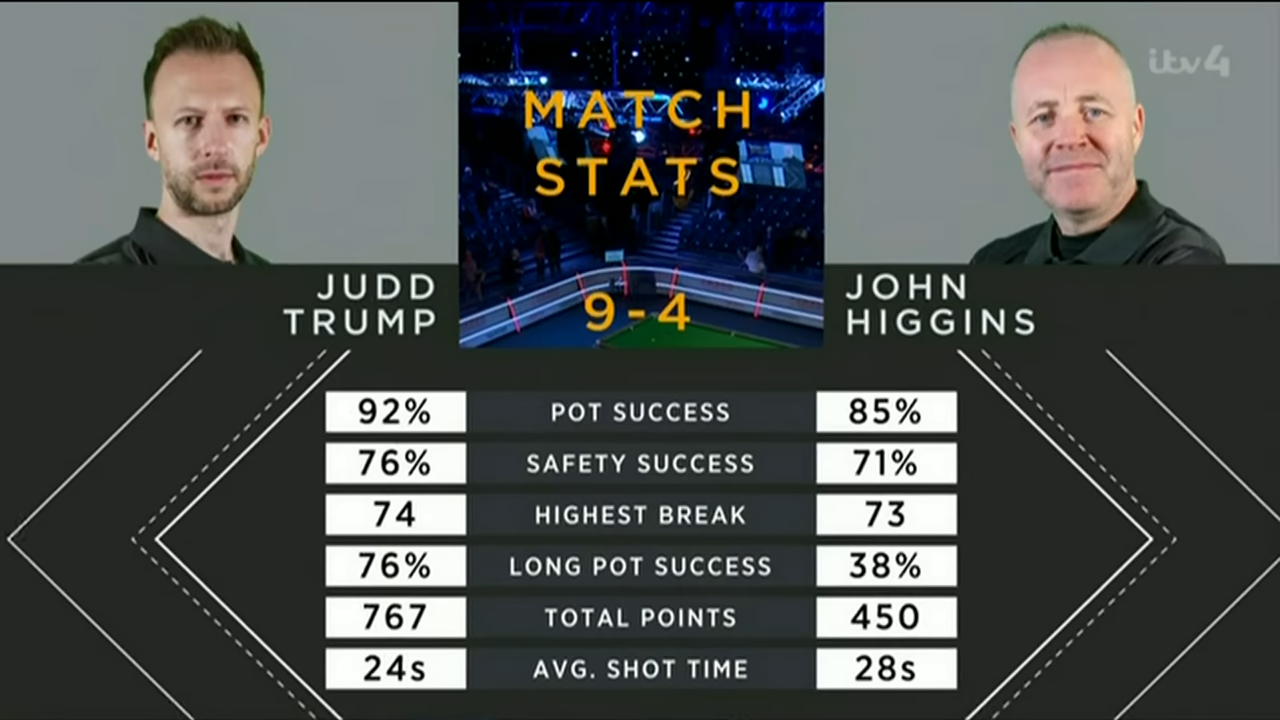 itv4
MATCH
STATS
9-4
JUDD
TRUMP
JOHN
HIGGINS
92% POT SUCCESS 85%
76% SAFETY SUCCESS 71%
74 HIGHEST BREAK 73
76% LONG POT SUCCESS 38%
767 TOTAL POINTS 450
24s AVG. SHOT TIME 28s